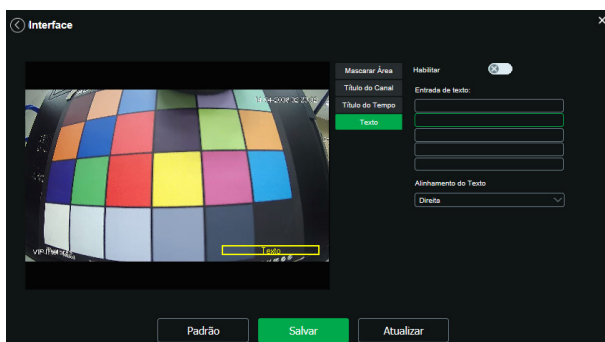 Interface
Mascarar Área
Título do Canal
Título do Tempo
Texto
Habilitar
Entrada de texto:
Alinhamento do Texto
Direita
Texto
Padrão
Salvar
Atualizar